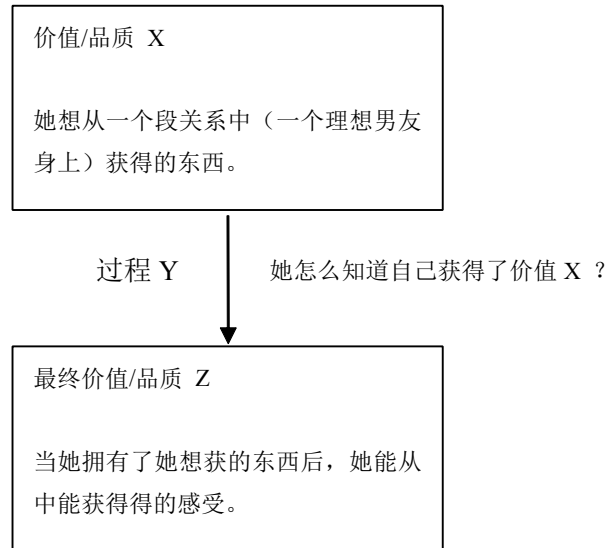 价值/品质 X
她想从一个段关系中（一个理想男友
身上）获得的东西。
过程 Y
她怎么知道自己获得了价值 X ？
最终价值/品质 Z
当她拥有了她想获的东西后，她能从
中能获得得的感受。